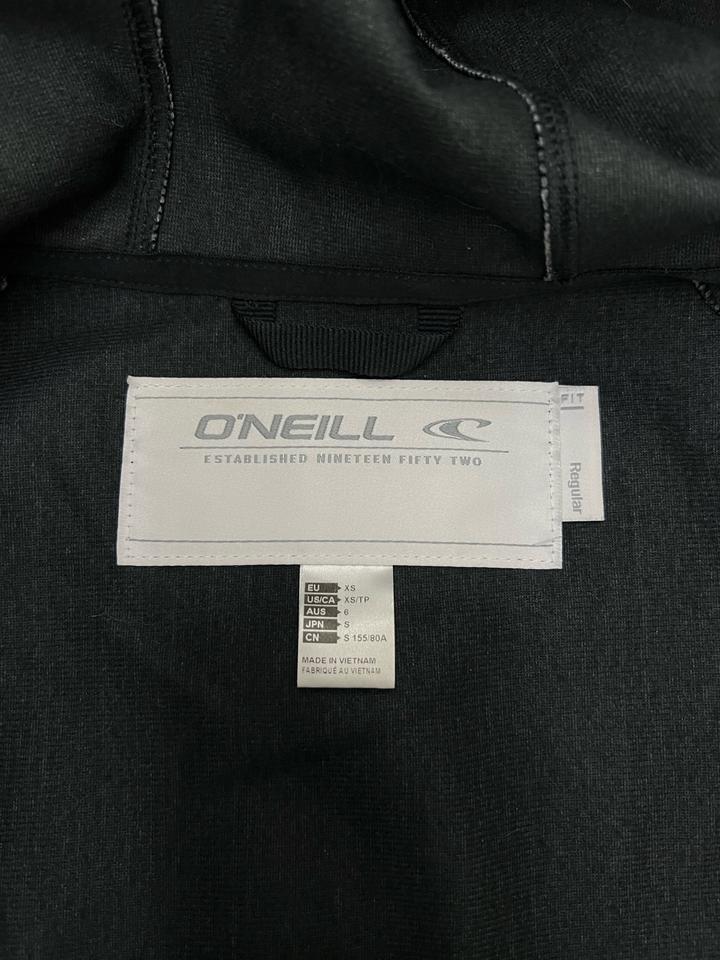 O'NEILL
ESTABLISHED NINETEEN FIFTY TWO
FIT
Regular
EU XS
US/CA XS/TP
AUS 6
JPN S
CN S 155/80A
MADE IN VIETNAM
FABRIQUÉ AU VIETNAM